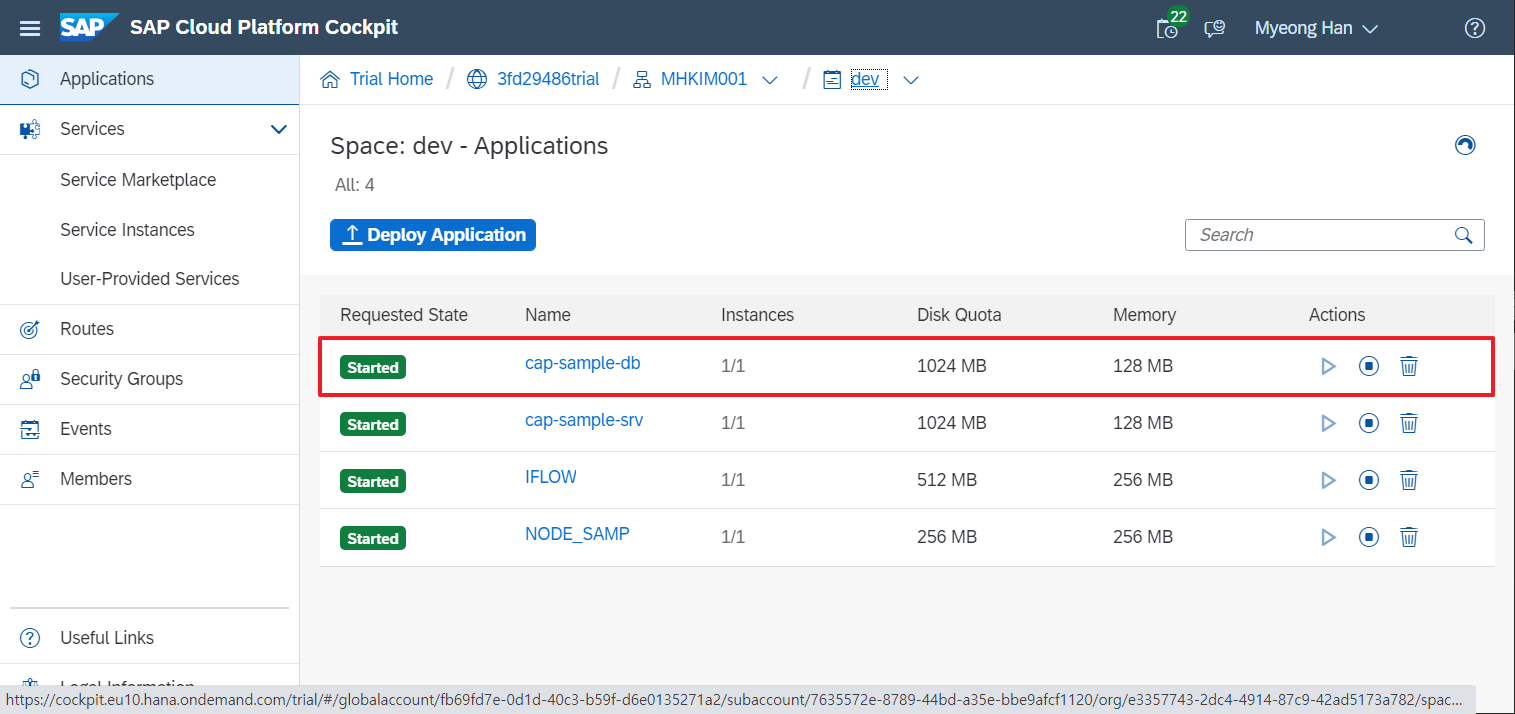 SAP SAP Cloud Platform Cockpit 22 Myeong Han
Applications
Services
Service Marketplace
Service Instances
User-Provided Services
Routes
Security Groups
Events
Members
Useful Links
Legal Information
Trial Home / 3fd29486trial / MHKIM001 / dev
Space: dev - Applications
All: 4
Deploy Application
Search
Requested State Name Instances Disk Quota Memory Actions
Started cap-sample-db 1/1 1024 MB 128 MB
Started cap-sample-srv 1/1 1024 MB 128 MB
Started IFLOW 1/1 512 MB 256 MB
Started NODE_SAMP 1/1 256 MB 256 MB
https://cockpit.eu10.hana.ondemand.com/trial/#/globalaccount/fb69fd7e-0d1d-40c3-b59f-d6e0135271a2/subaccount/7635572e-8789-44bd-a35e-bbe9afcf1120/org/e3357743-2dc4-4914-87c9-42ad5173a782/spac...